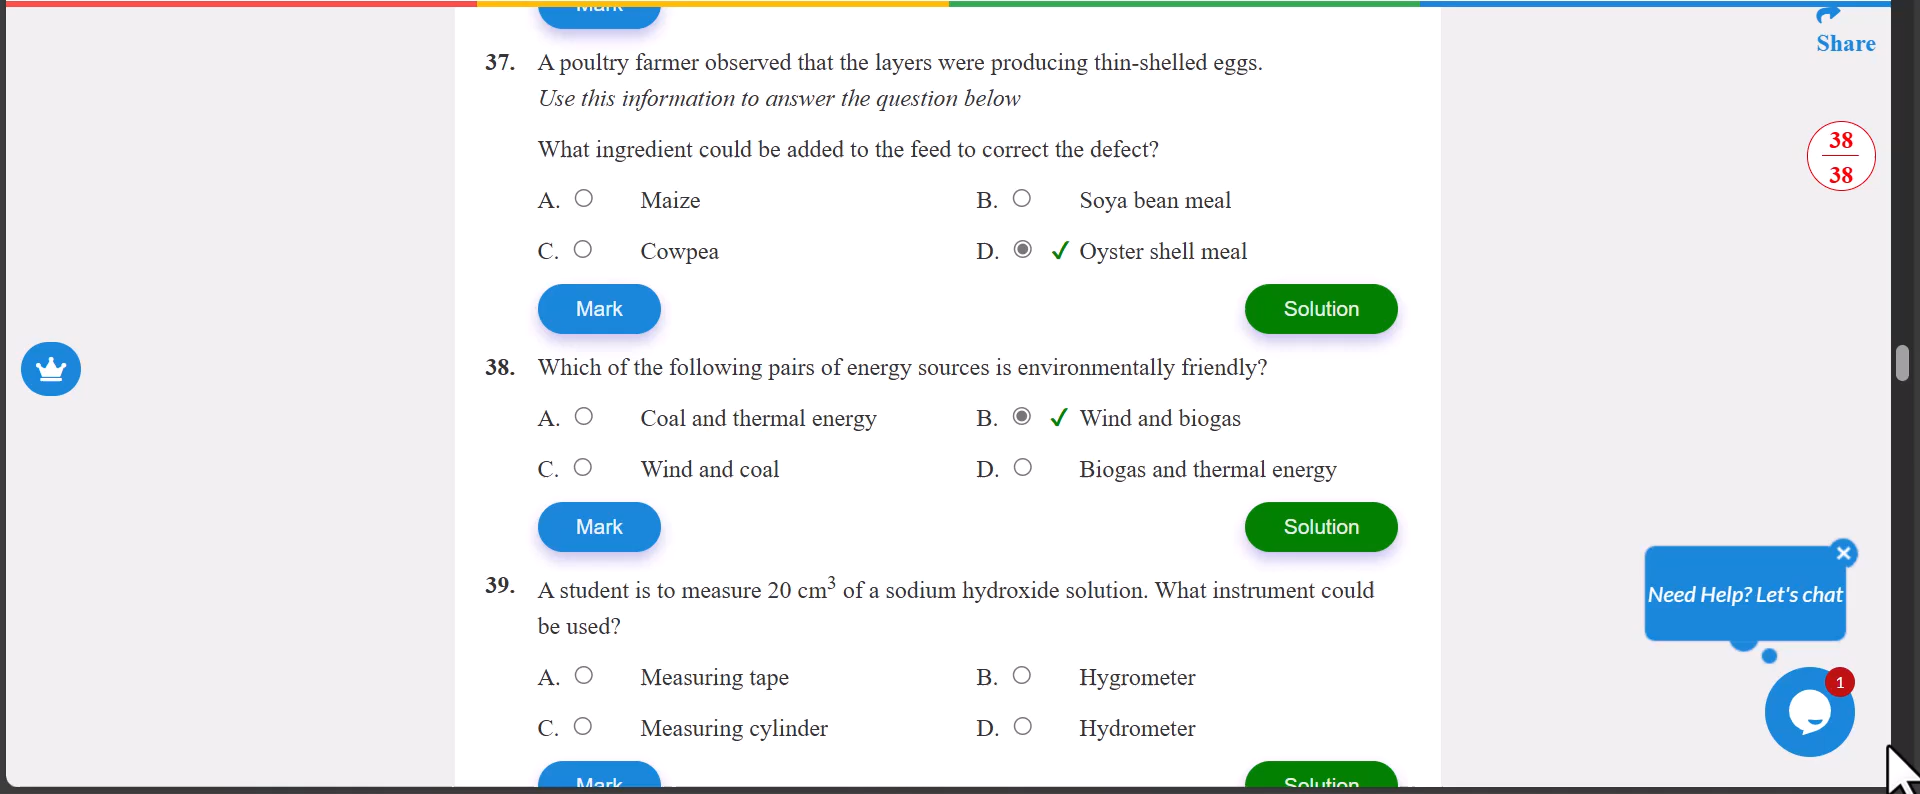 Mark
Share
37. A poultry farmer observed that the layers were producing thin-shelled eggs.
Use this information to answer the question below
What ingredient could be added to the feed to correct the defect?
38
38
A. Maize B. Soya bean meal
C. Cowpea D. ✓ Oyster shell meal
Mark Solution
38. Which of the following pairs of energy sources is environmentally friendly?
A. Coal and thermal energy B. ✓ Wind and biogas
C. Wind and coal D. Biogas and thermal energy
Mark Solution
39. A student is to measure 20 cm³ of a sodium hydroxide solution. What instrument could
be used?
Need Help? Let's chat
A. Measuring tape B. Hygrometer
1
C. Measuring cylinder D. Hydrometer
Mark Solution